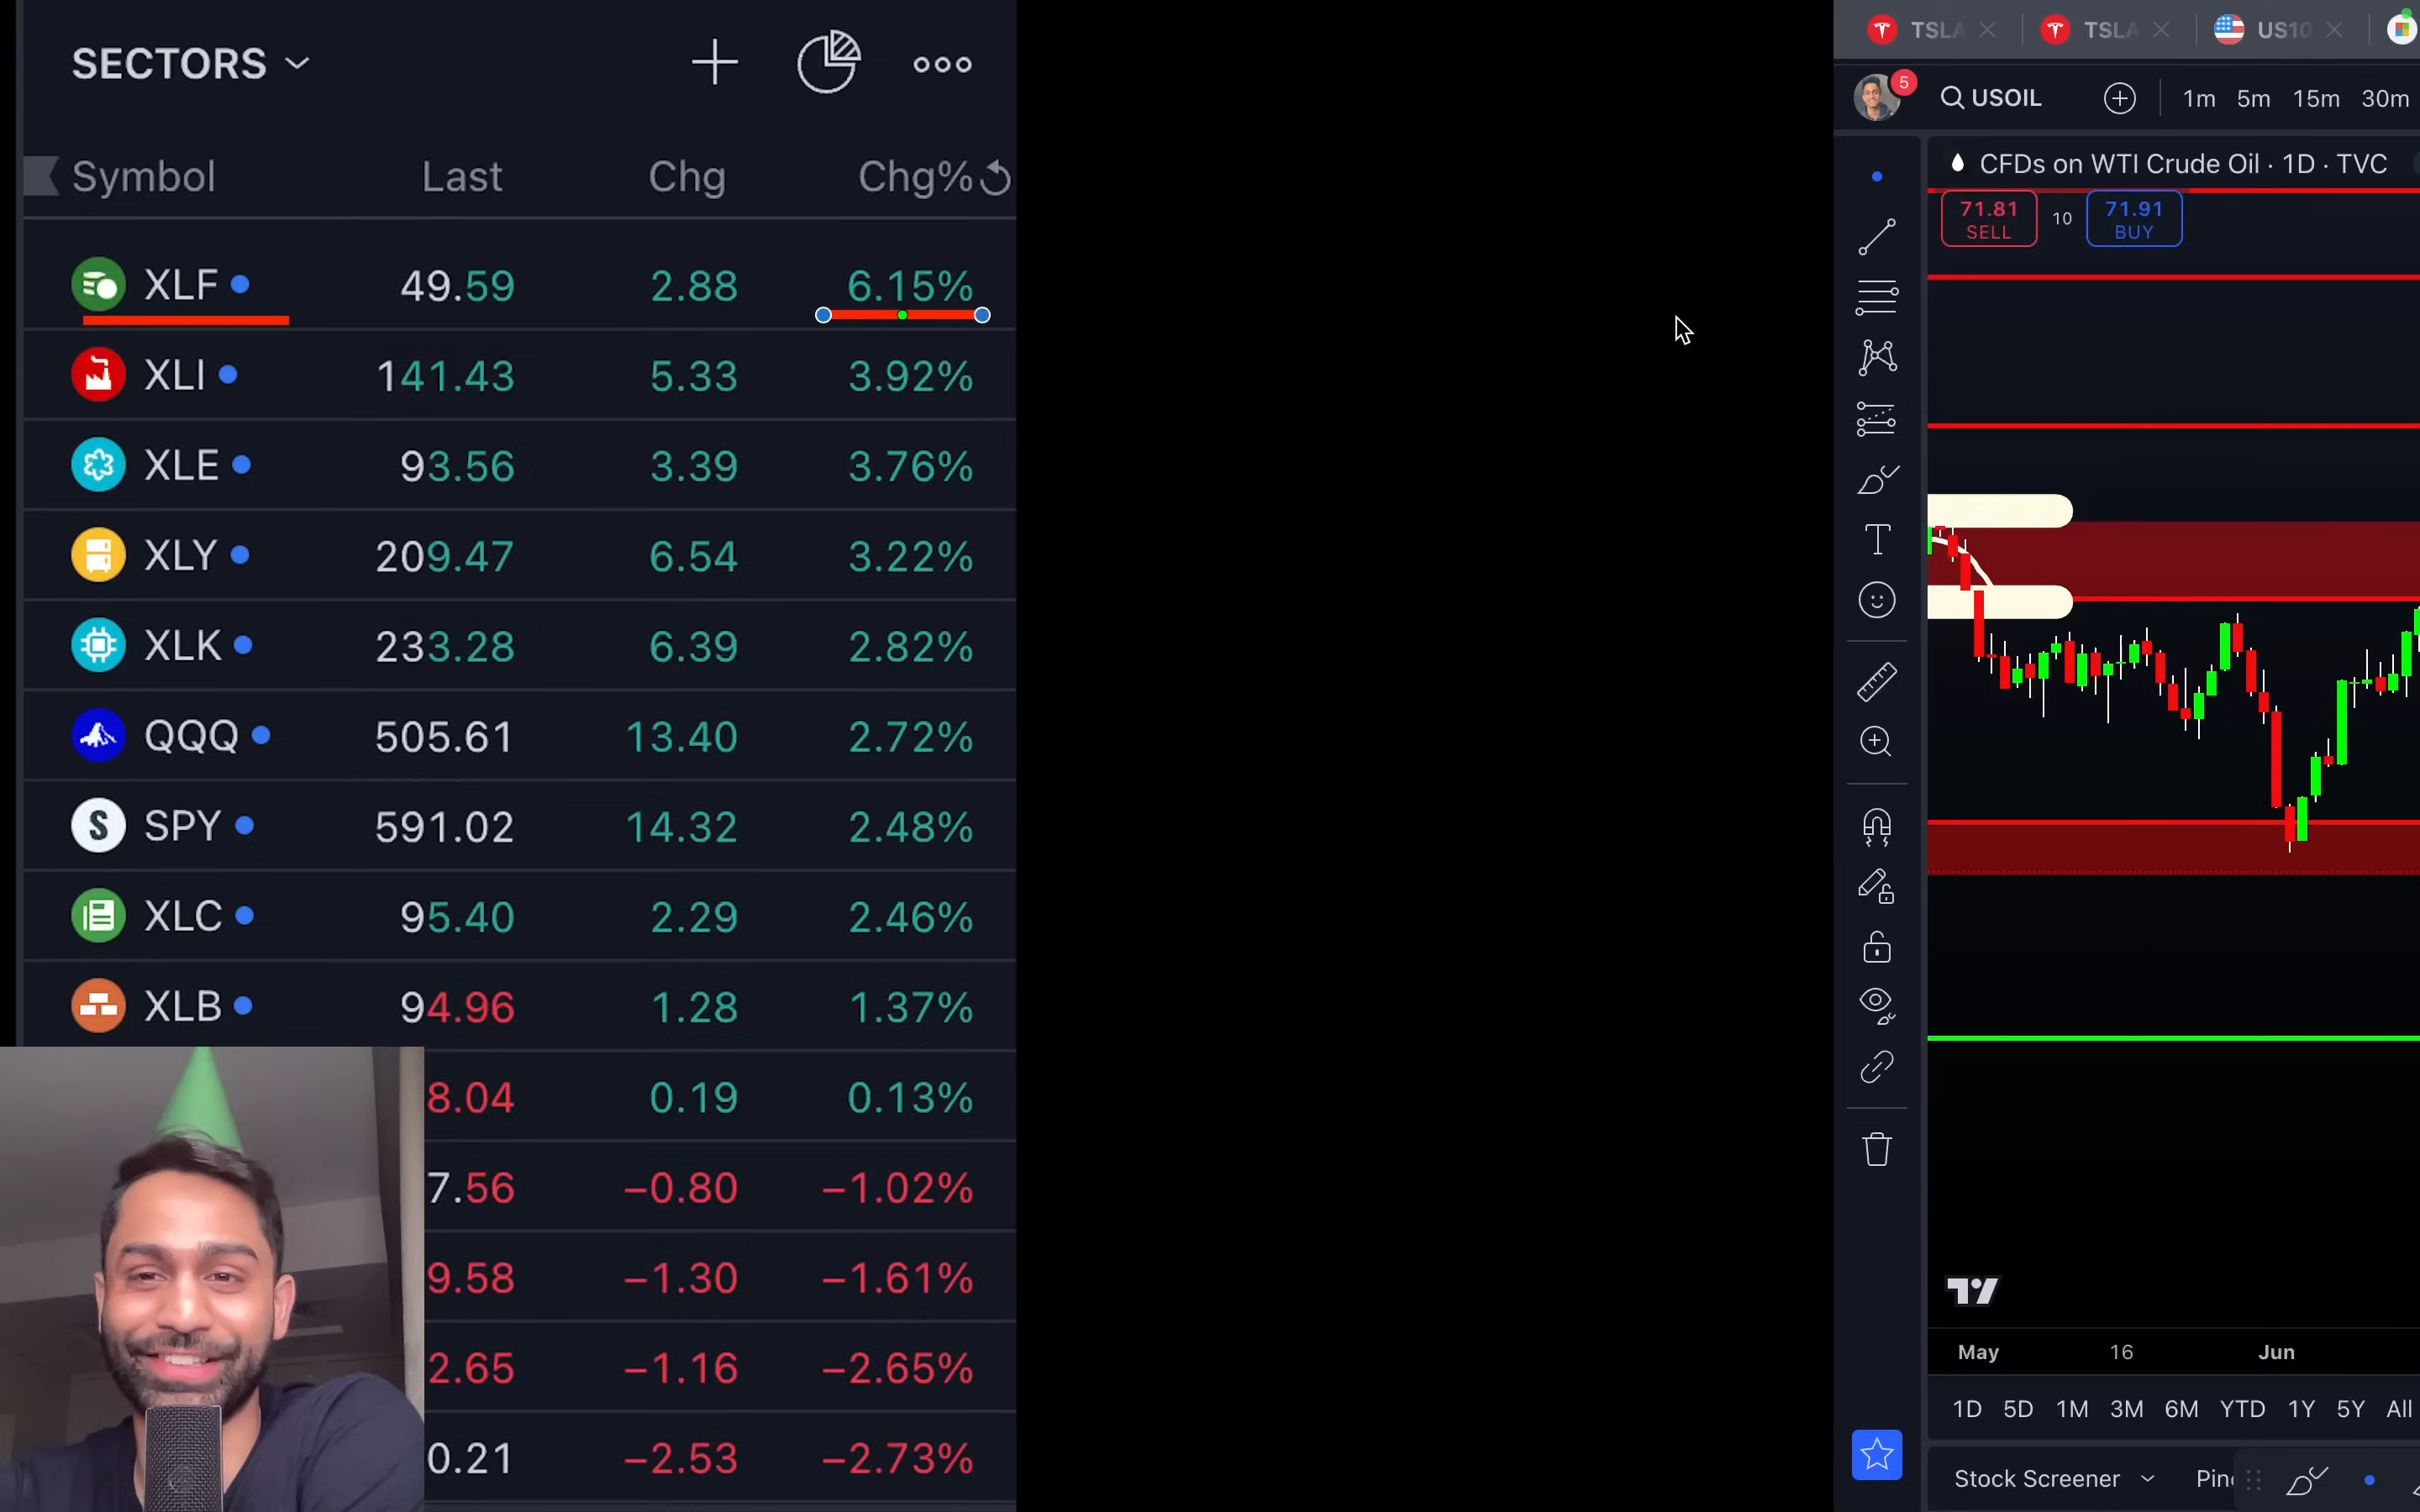 SECTORS
Symbol Last Chg Chg%
XLF 49.59 2.88 6.15%
XLI 141.43 5.33 3.92%
XLE 93.56 3.39 3.76%
XLY 209.47 6.54 3.22%
XLK 233.28 6.39 2.82%
QQQ 505.61 13.40 2.72%
S SPY 591.02 14.32 2.48%
XLC 95.40 2.29 2.46%
XLB 94.96 1.28 1.37%
8.04 0.19 0.13%
7.56 −0.80 −1.02%
9.58 −1.30 −1.61%
2.65 −1.16 −2.65%
0.21 −2.53 −2.73%
TSLA TSLA US10
5 USOIL 1m 5m 15m 30m
CFDs on WTI Crude Oil · 1D · TVC
71.81 10 71.91
SELL BUY
May 16 Jun
1D 5D 1M 3M 6M YTD 1Y 5Y All
Stock Screener Pine